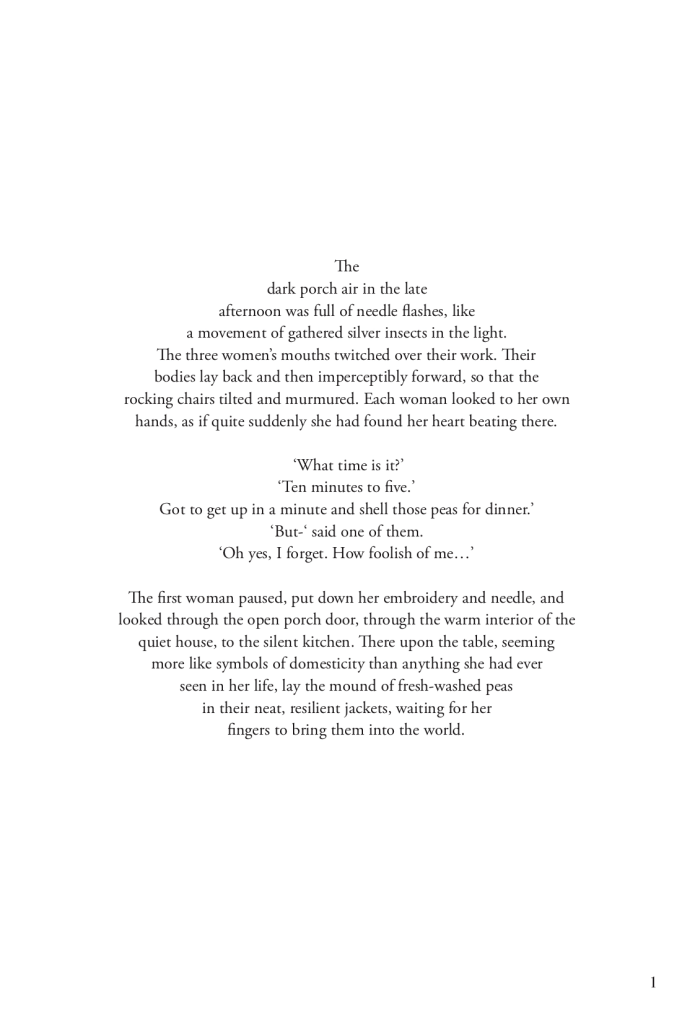 The
dark porch air in the late
afternoon was full of needle flashes, like
a movement of gathered silver insects in the light.
The three women’s mouths twitched over their work. Their
bodies lay back and then imperceptibly forward, so that the
rocking chairs tilted and murmured. Each woman looked to her own
hands, as if quite suddenly she had found her heart beating there.
‘What time is it?’
‘Ten minutes to five.’
Got to get up in a minute and shell those peas for dinner.’
‘But-‘ said one of them.
‘Oh yes, I forget. How foolish of me…’
The first woman paused, put down her embroidery and needle, and
looked through the open porch door, through the warm interior of the
quiet house, to the silent kitchen. There upon the table, seeming
more like symbols of domesticity than anything she had ever
seen in her life, lay the mound of fresh-washed peas
in their neat, resilient jackets, waiting for her
fingers to bring them into the world.
1